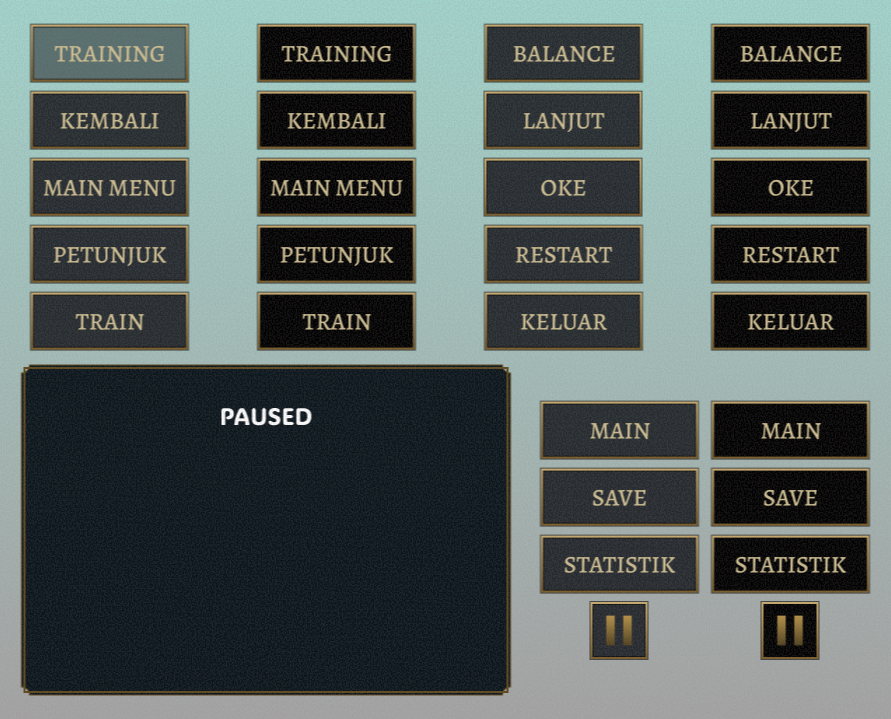 TRAINING TRAINING BALANCE BALANCE
KEMBALI KEMBALI LANJUT LANJUT
MAIN MENU MAIN MENU OKE OKE
PETUNJUK PETUNJUK RESTART RESTART
TRAIN TRAIN KELUAR KELUAR
PAUSED
MAIN MAIN
SAVE SAVE
STATISTIK STATISTIK